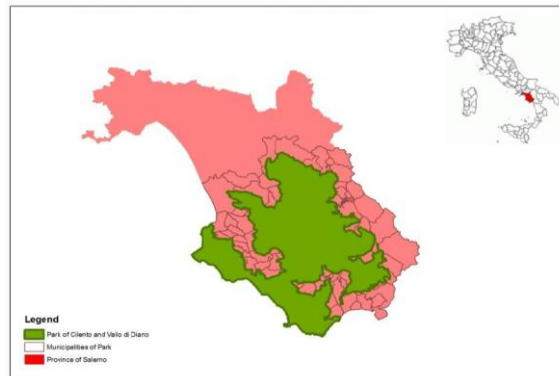 Legend
Park of Cilento and Vallo di Diano
Municipalities of Park
Province of Salerno